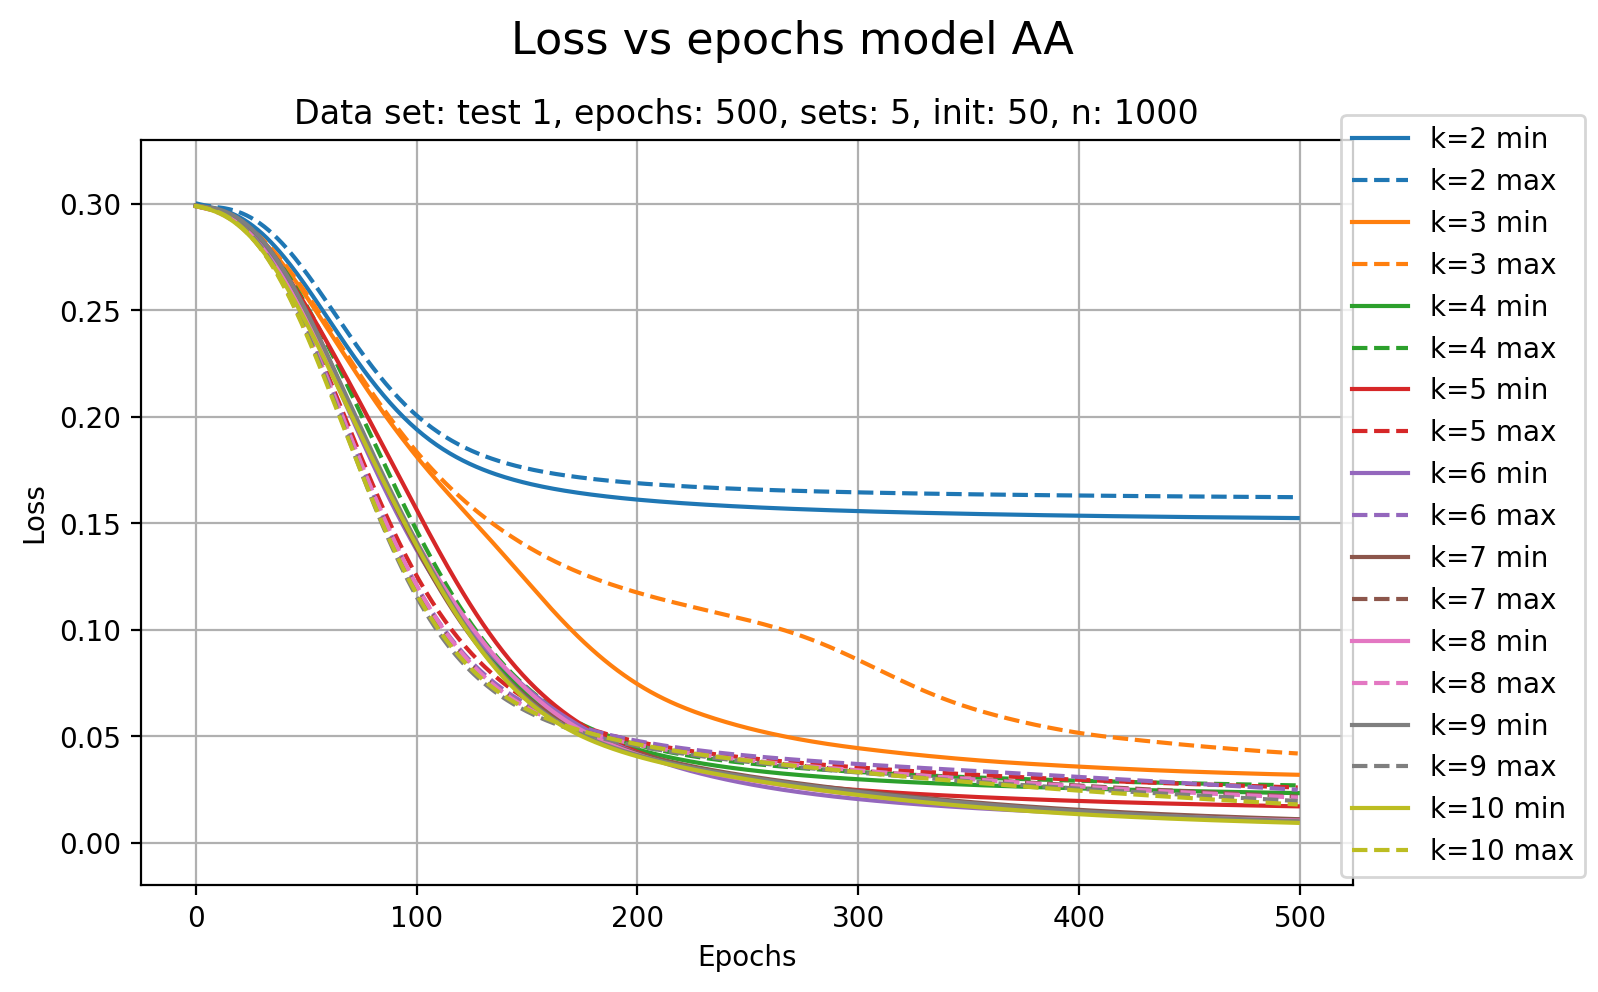 Loss vs epochs model AA
Data set: test 1, epochs: 500, sets: 5, init: 50, n: 1000
Loss
0.30
0.25
0.20
0.15
0.10
0.05
0.00
0 100 200 300 400 500
Epochs
k=2 min
k=2 max
k=3 min
k=3 max
k=4 min
k=4 max
k=5 min
k=5 max
k=6 min
k=6 max
k=7 min
k=7 max
k=8 min
k=8 max
k=9 min
k=9 max
k=10 min
k=10 max